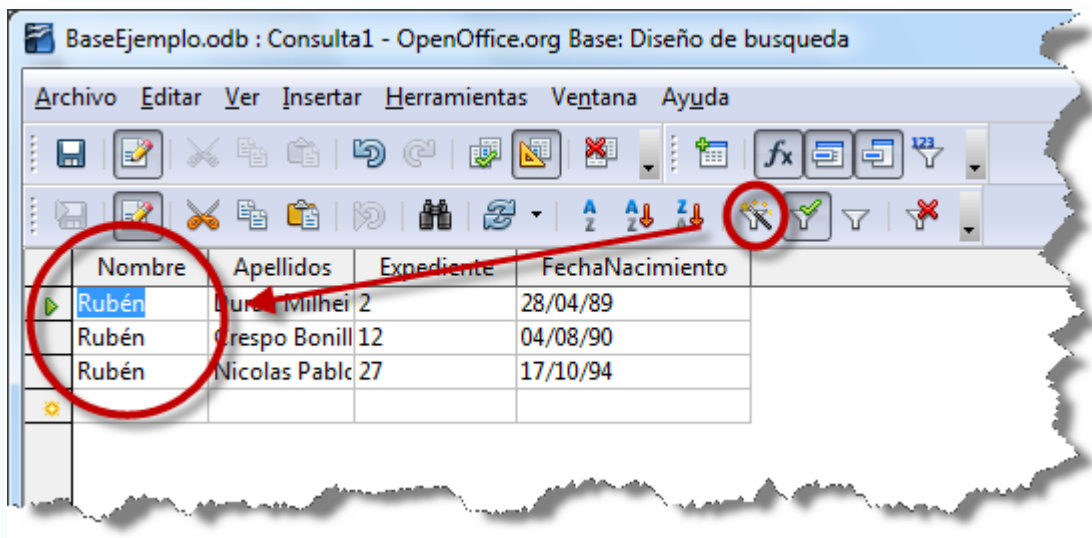 BaseEjemplo.odb : Consulta1 - OpenOffice.org Base: Diseño de busqueda
Archivo Editar Ver Insertar Herramientas Ventana Ayuda
fx 123
A Z A Z Z A
Nombre Apellidos Expediente FechaNacimiento
Rubén Milhei 2 28/04/89
Rubén Crespo Bonill 12 04/08/90
Rubén Nicolas Pablo 27 17/10/94